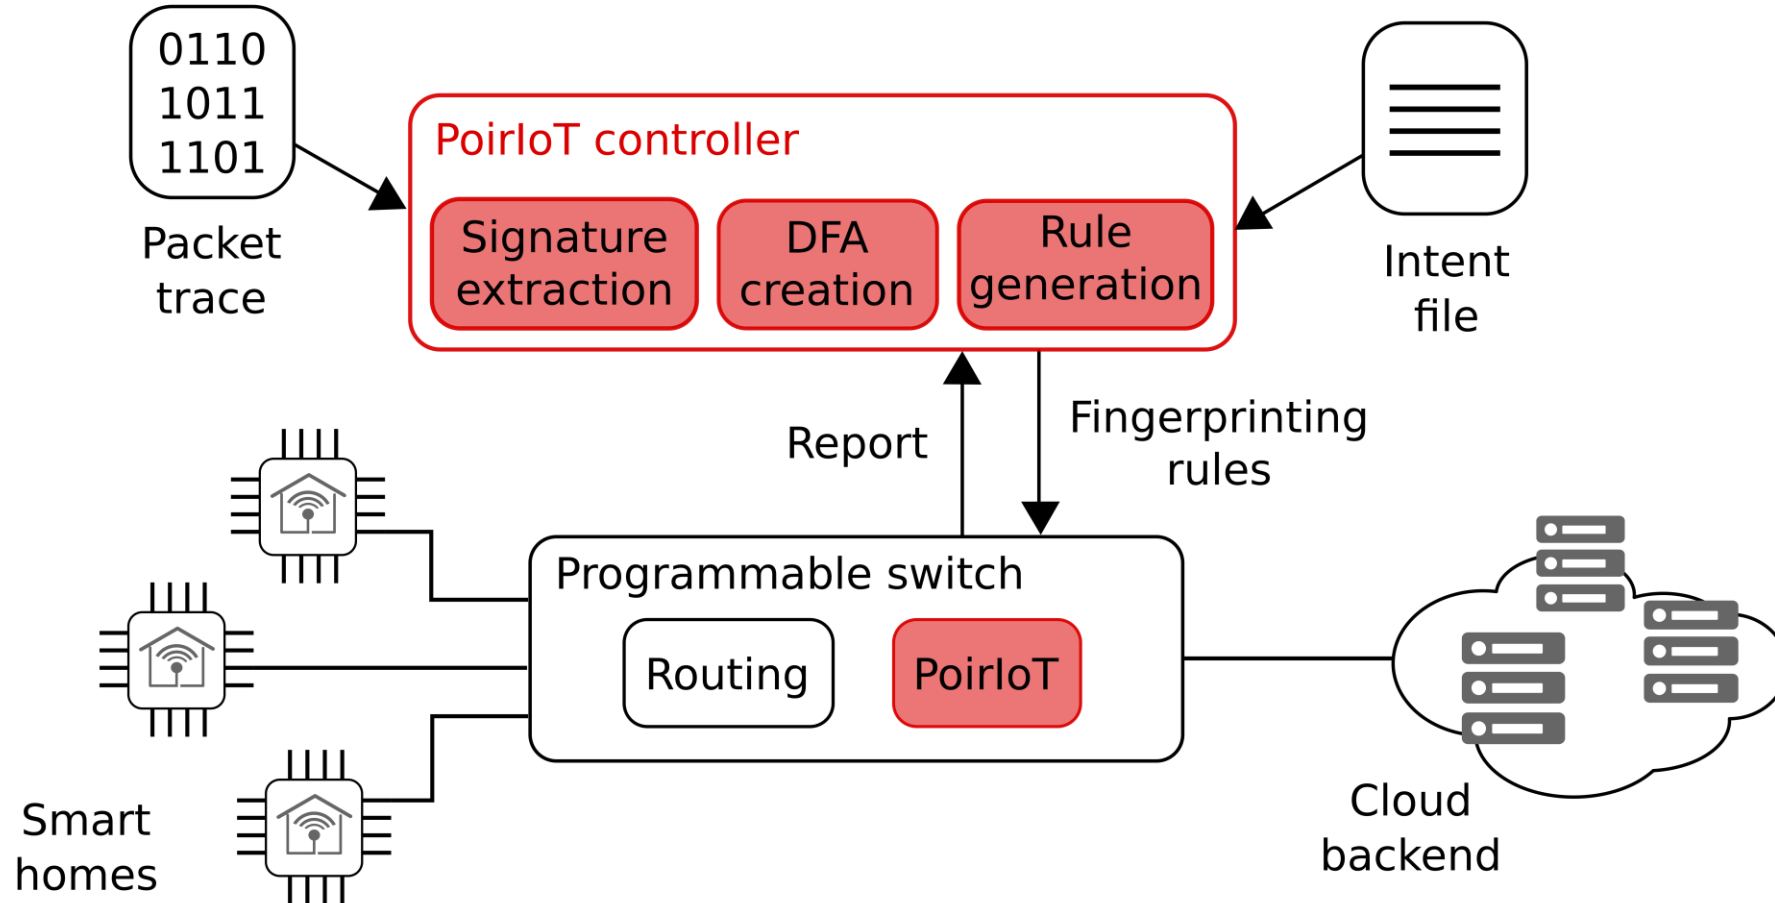 0110
1011
1101
Packet
trace
PoirIoT controller
Signature
extraction
DFA
creation
Rule
generation
Intent
file
Report
Fingerprinting
rules
Programmable switch
Routing
PoirIoT
Smart
homes
Cloud
backend